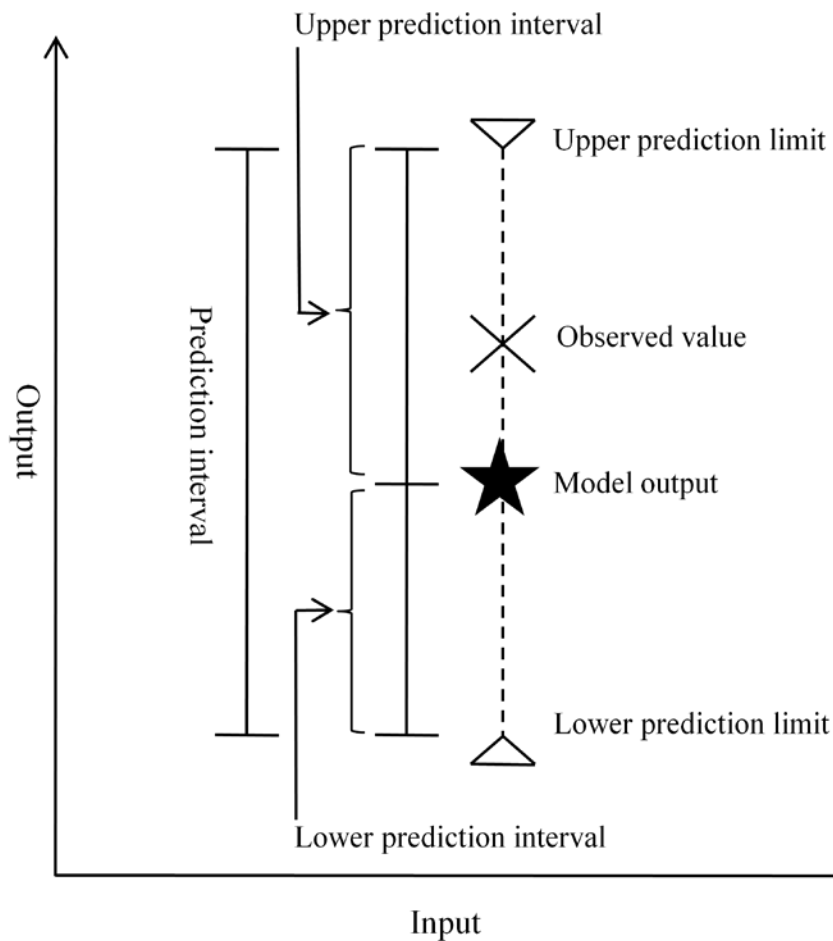 Upper prediction interval
Upper prediction limit
Observed value
Prediction interval
Output
Model output
Lower prediction limit
Lower prediction interval
Input